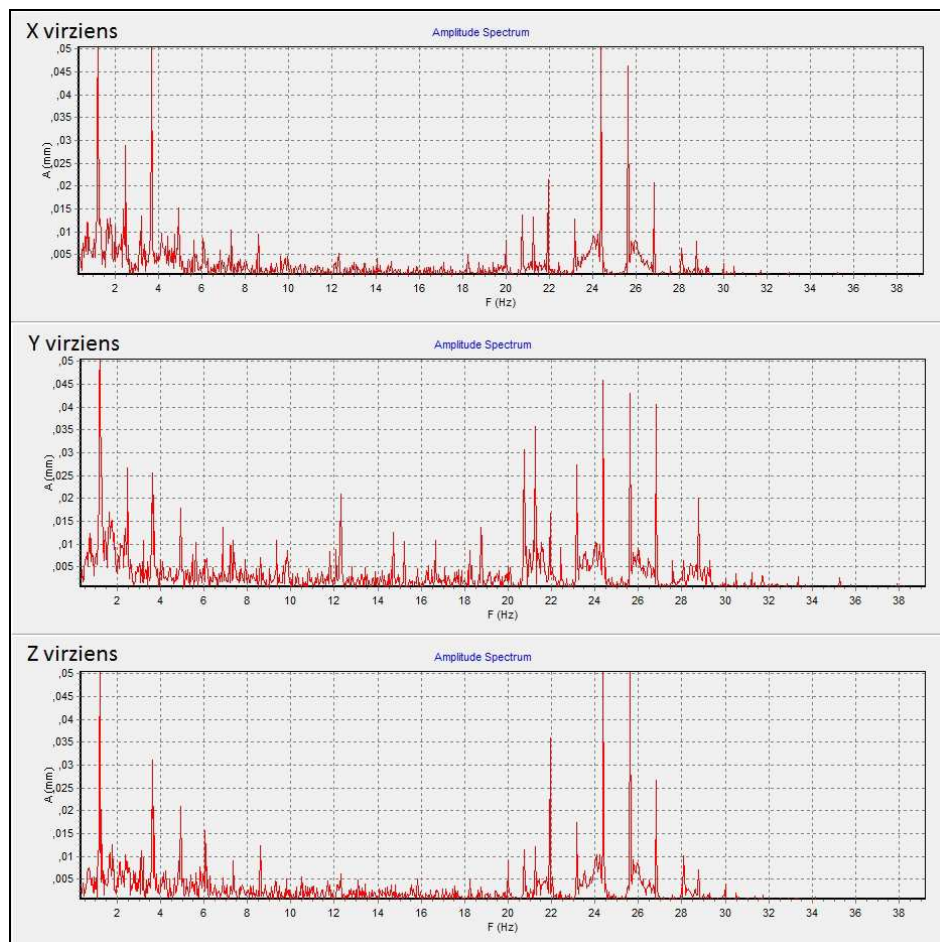 X virziens
Amplitude Spectrum
,05
,045
,04
,035
,03
,025
,02
,015
,01
,005
A (mm)
2 4 6 8 10 12 14 16 18 20 22 24 26 28 30 32 34 36 38
F (Hz)
Y virziens
Amplitude Spectrum
,05
,045
,04
,035
,03
,025
,02
,015
,01
,005
A (mm)
2 4 6 8 10 12 14 16 18 20 22 24 26 28 30 32 34 36 38
F (Hz)
Z virziens
Amplitude Spectrum
,05
,045
,04
,035
,03
,025
,02
,015
,01
,005
A (mm)
2 4 6 8 10 12 14 16 18 20 22 24 26 28 30 32 34 36 38
F (Hz)